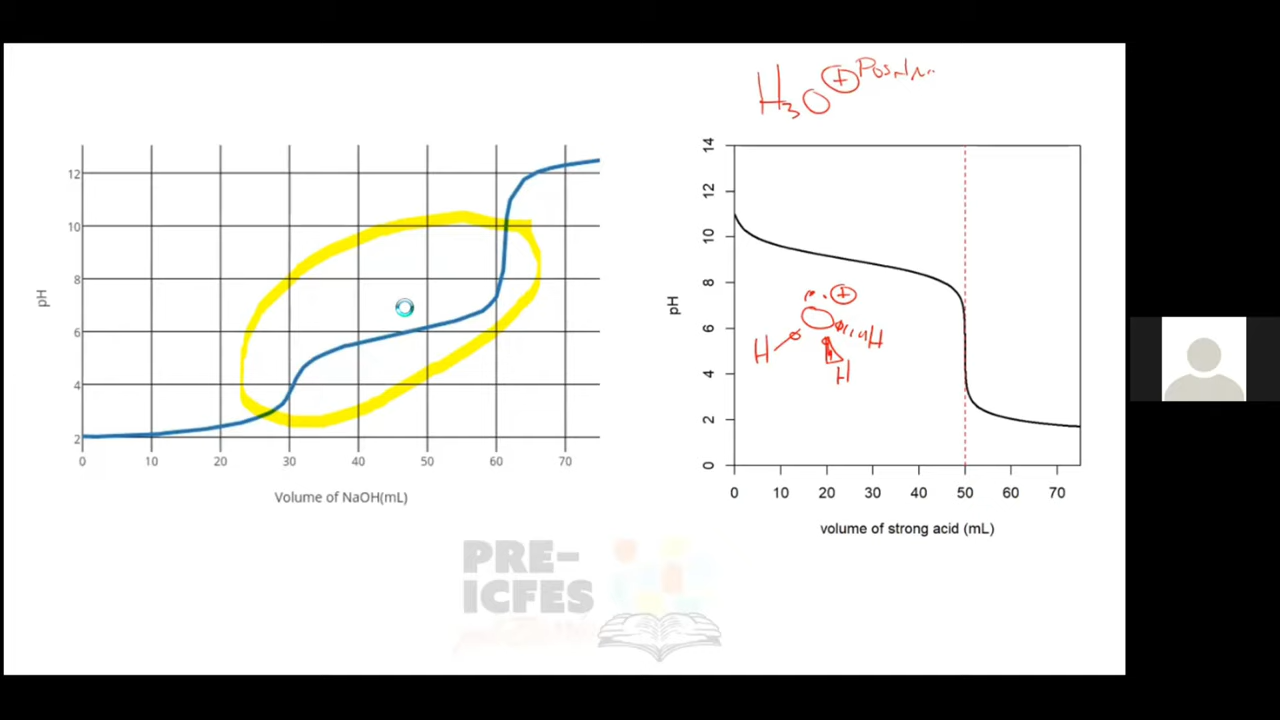 H3O+
12
10
8
6
4
2
pH
0 10 20 30 40 50 60 70
Volume of NaOH(mL)
14
12
10
8
6
4
2
0
pH
+
H H
H
0 10 20 30 40 50 60 70
volume of strong acid (mL)
PRE-
ICFES